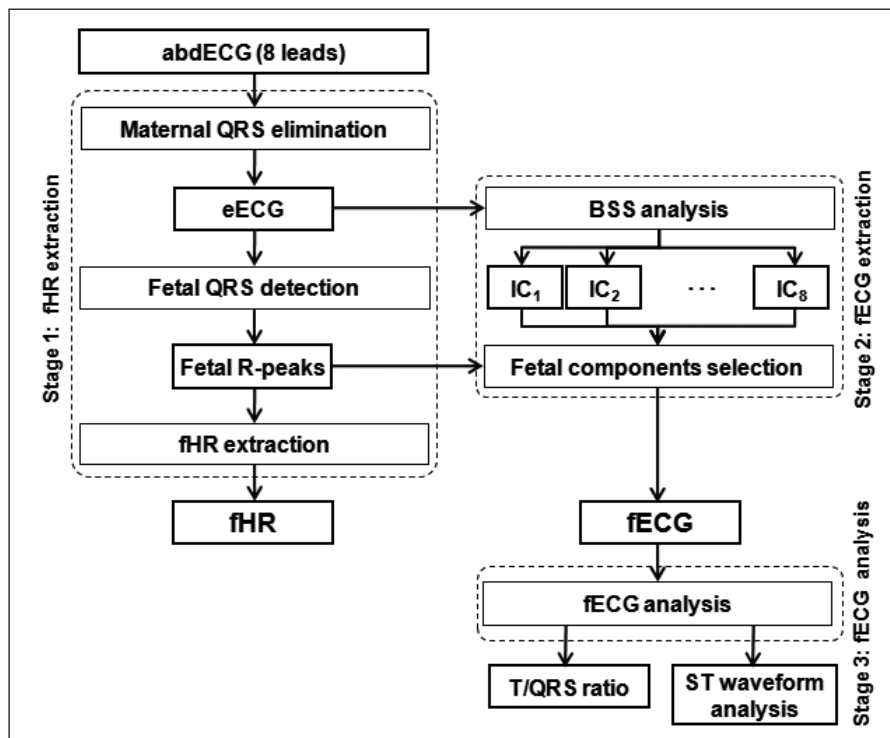 abdECG (8 leads)
Stage 1: fHR extraction
Maternal QRS elimination
eECG
Fetal QRS detection
Fetal R-peaks
fHR extraction
fHR
Stage 2: fECG extraction
BSS analysis
IC₁ IC₂ ··· IC₈
Fetal components selection
fECG
Stage 3: fECG analysis
fECG analysis
T/QRS ratio
ST waveform
analysis